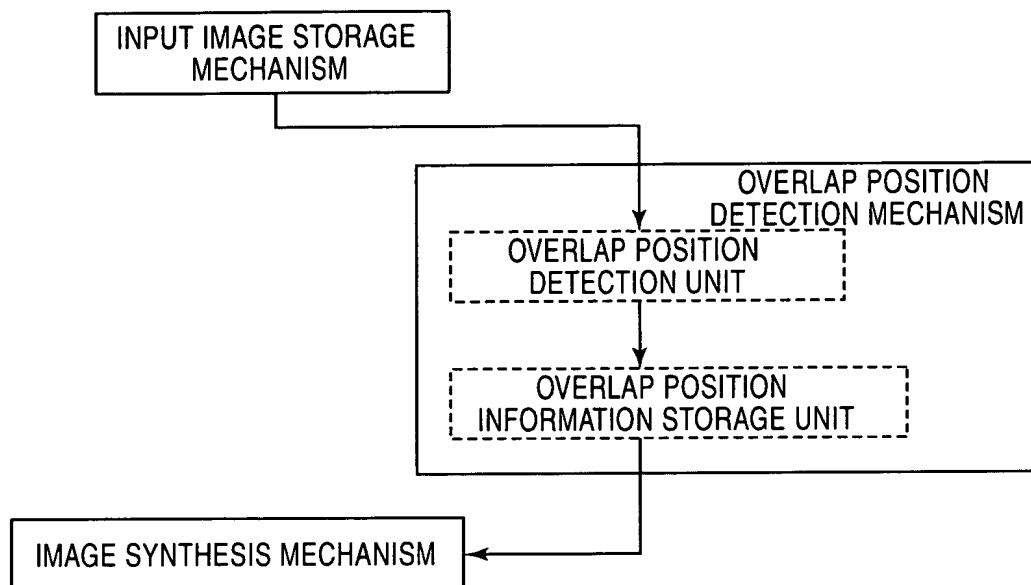 INPUT IMAGE STORAGE
MECHANISM
OVERLAP POSITION
DETECTION MECHANISM
OVERLAP POSITION
DETECTION UNIT
OVERLAP POSITION
INFORMATION STORAGE UNIT
IMAGE SYNTHESIS MECHANISM